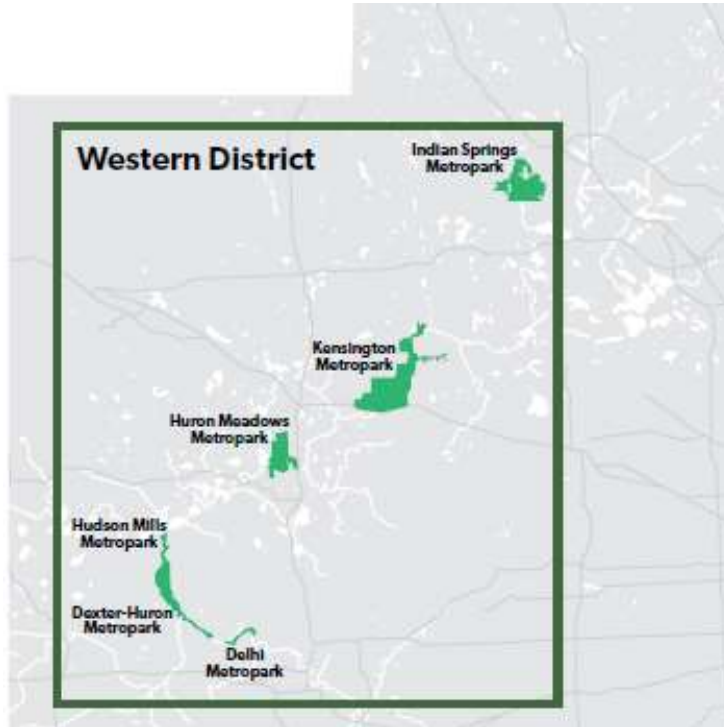 Western District
Indian Springs
Metropark
Kensington
Metropark
Huron Meadows
Metropark
Hudson Mills
Metropark
Dexter-Huron
Metropark
Delhi
Metropark